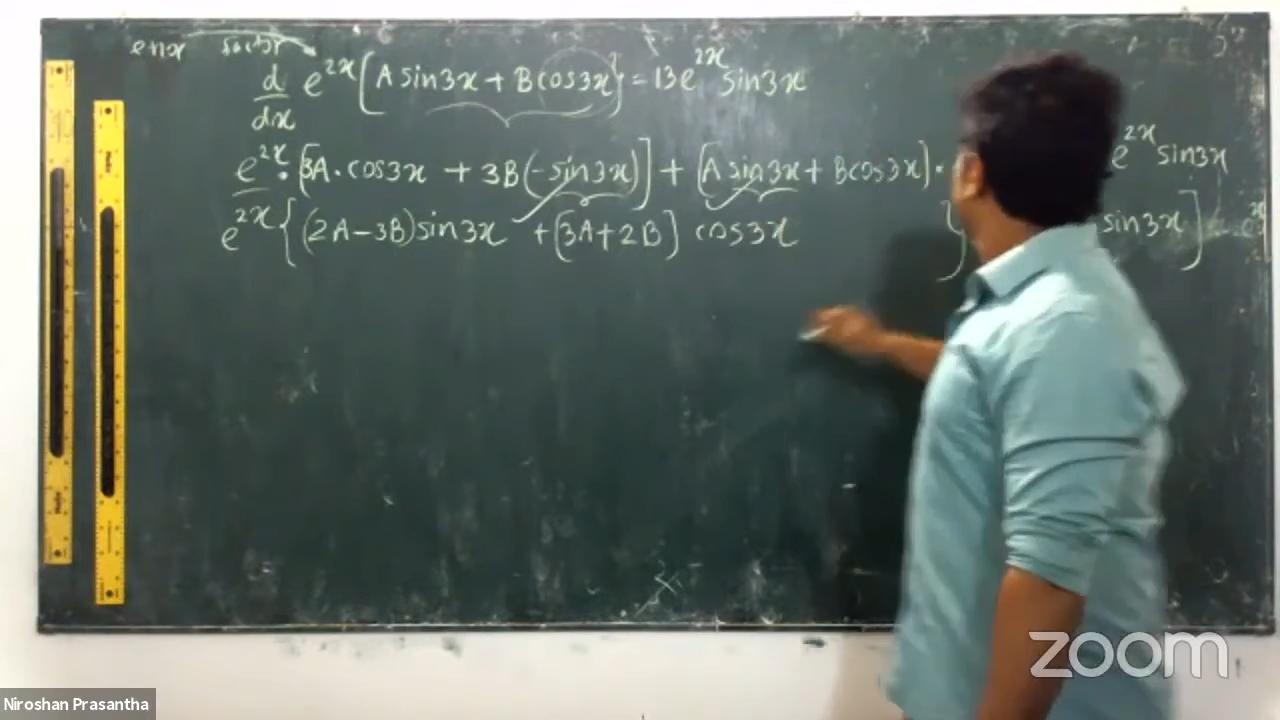 d/dx e^{2x}[A sin3x + B cos3x] = 13e^{2x} sin3x
e^{2x} · [3A · cos3x + 3B(-sin3x)] + [A sin3x + B cos3x] · e^{2x} sin3x
e^{2x} {(2A-3B)sin3x + [3A+2B] cos3x } sin3x]
zoom
Niroshan Prasantha